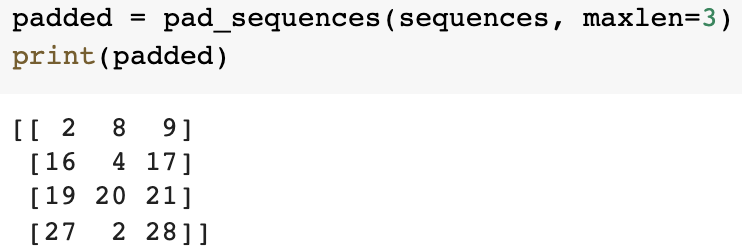 padded = pad_sequences(sequences, maxlen=3)
print(padded)
[[ 2  8  9]
 [16  4 17]
 [19 20 21]
 [27  2 28]]